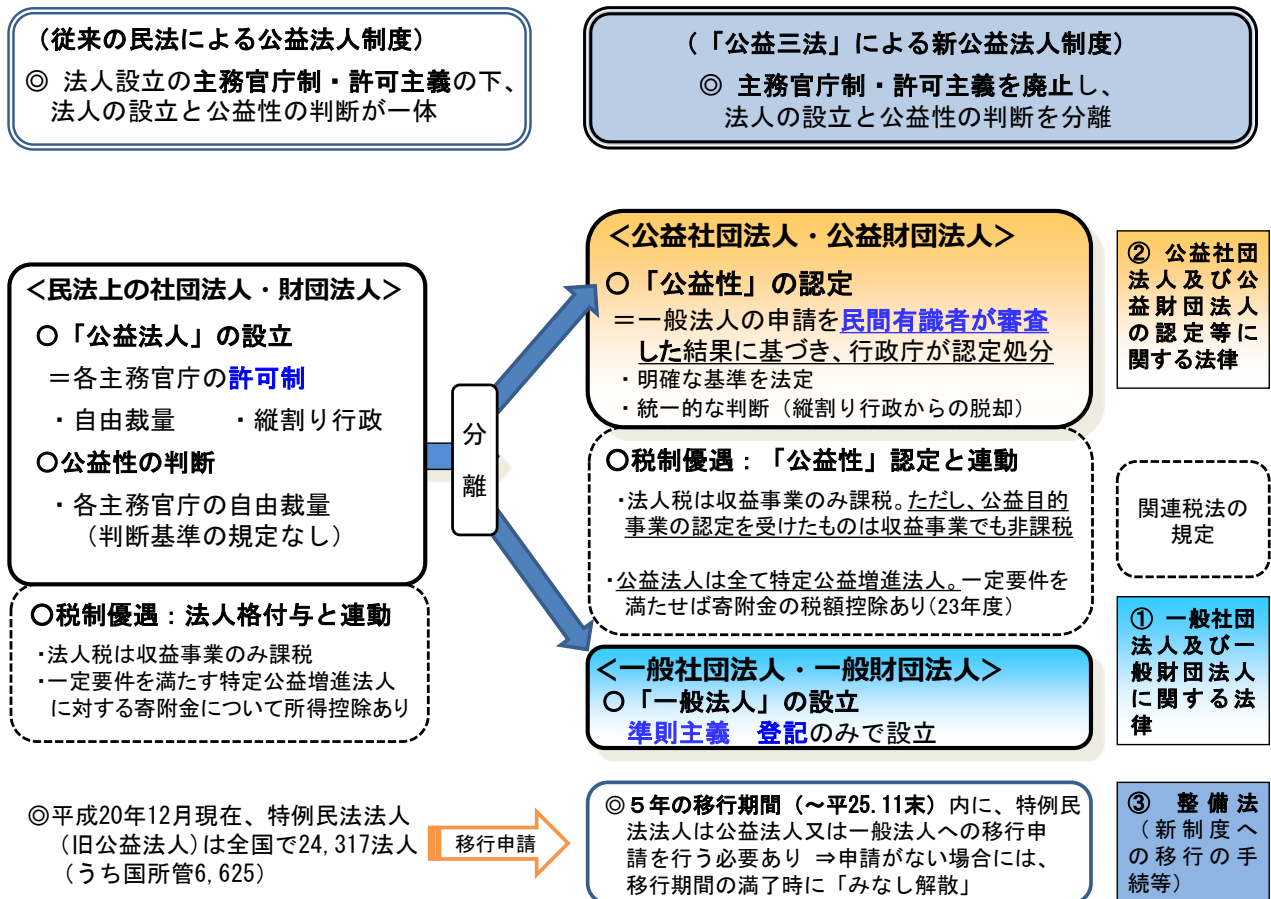 （従来の民法による公益法人制度）
◎ 法人設立の主務官庁制・許可主義の下、
法人の設立と公益性の判断が一体
（「公益三法」による新公益法人制度）
◎ 主務官庁制・許可主義を廃止し、
法人の設立と公益性の判断を分離
＜民法上の社団法人・財団法人＞
○「公益法人」の設立
＝各主務官庁の許可制
・自由裁量　・縦割り行政
○公益性の判断
・各主務官庁の自由裁量
（判断基準の規定なし）
○税制優遇：法人格付与と連動
・法人税は収益事業のみ課税
・一定要件を満たす特定公益増進法人
に対する寄附金について所得控除あり
分
離
＜公益社団法人・公益財団法人＞
○「公益性」の認定
＝一般法人の申請を民間有識者が審査
した結果に基づき、行政庁が認定処分
・明確な基準を法定
・統一的な判断（縦割り行政からの脱却）
○税制優遇：「公益性」認定と連動
・法人税は収益事業のみ課税。ただし、公益目的
事業の認定を受けたものは収益事業でも非課税
・公益法人は全て特定公益増進法人。一定要件を
満たせば寄附金の税額控除あり（23年度）
＜一般社団法人・一般財団法人＞
○「一般法人」の設立
準則主義　登記のみで設立
② 公益社団
法人及び公
益財団法人
の認定等に
関する法律
関連税法の
規定
① 一般社団
法人及び一
般財団法人
に関する法
律
◎平成20年12月現在、特例民法法人
（旧公益法人）は全国で24,317法人
（うち国所管6,625）
移行申請
◎５年の移行期間（～平25.11末）内に、特例民
法法人は公益法人又は一般法人への移行申
請を行う必要あり ⇒申請がない場合には、
移行期間の満了時に「みなし解散」
③ 整備法
（新制度へ
の移行の手
続等）